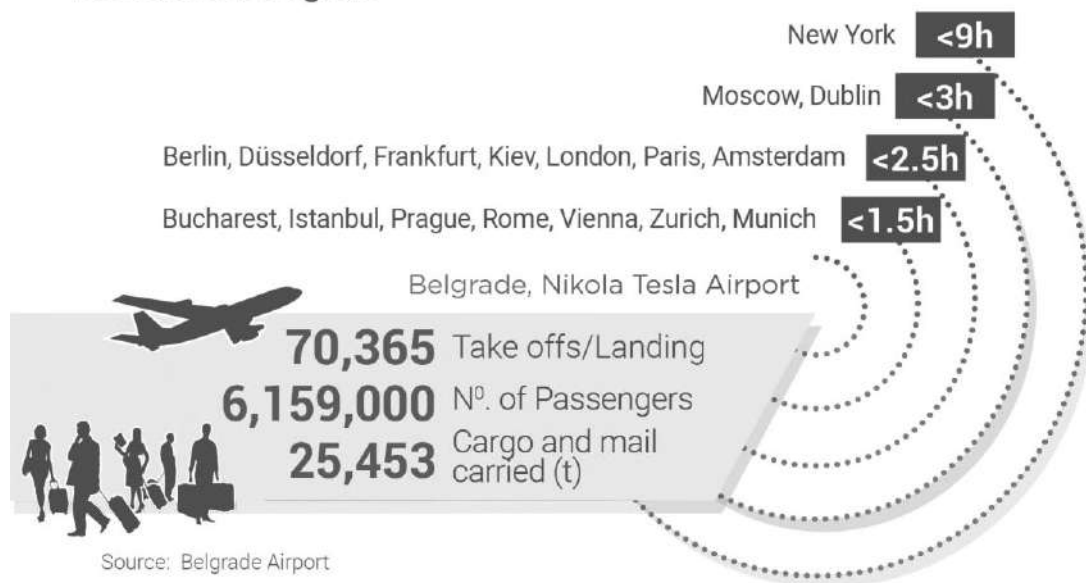 New York <9h
Moscow, Dublin <3h
Berlin, Düsseldorf, Frankfurt, Kiev, London, Paris, Amsterdam <2.5h
Bucharest, Istanbul, Prague, Rome, Vienna, Zurich, Munich <1.5h
Belgrade, Nikola Tesla Airport
70,365 Take offs/Landing
6,159,000 Nº. of Passengers
25,453 Cargo and mail
carried (t)
Source: Belgrade Airport